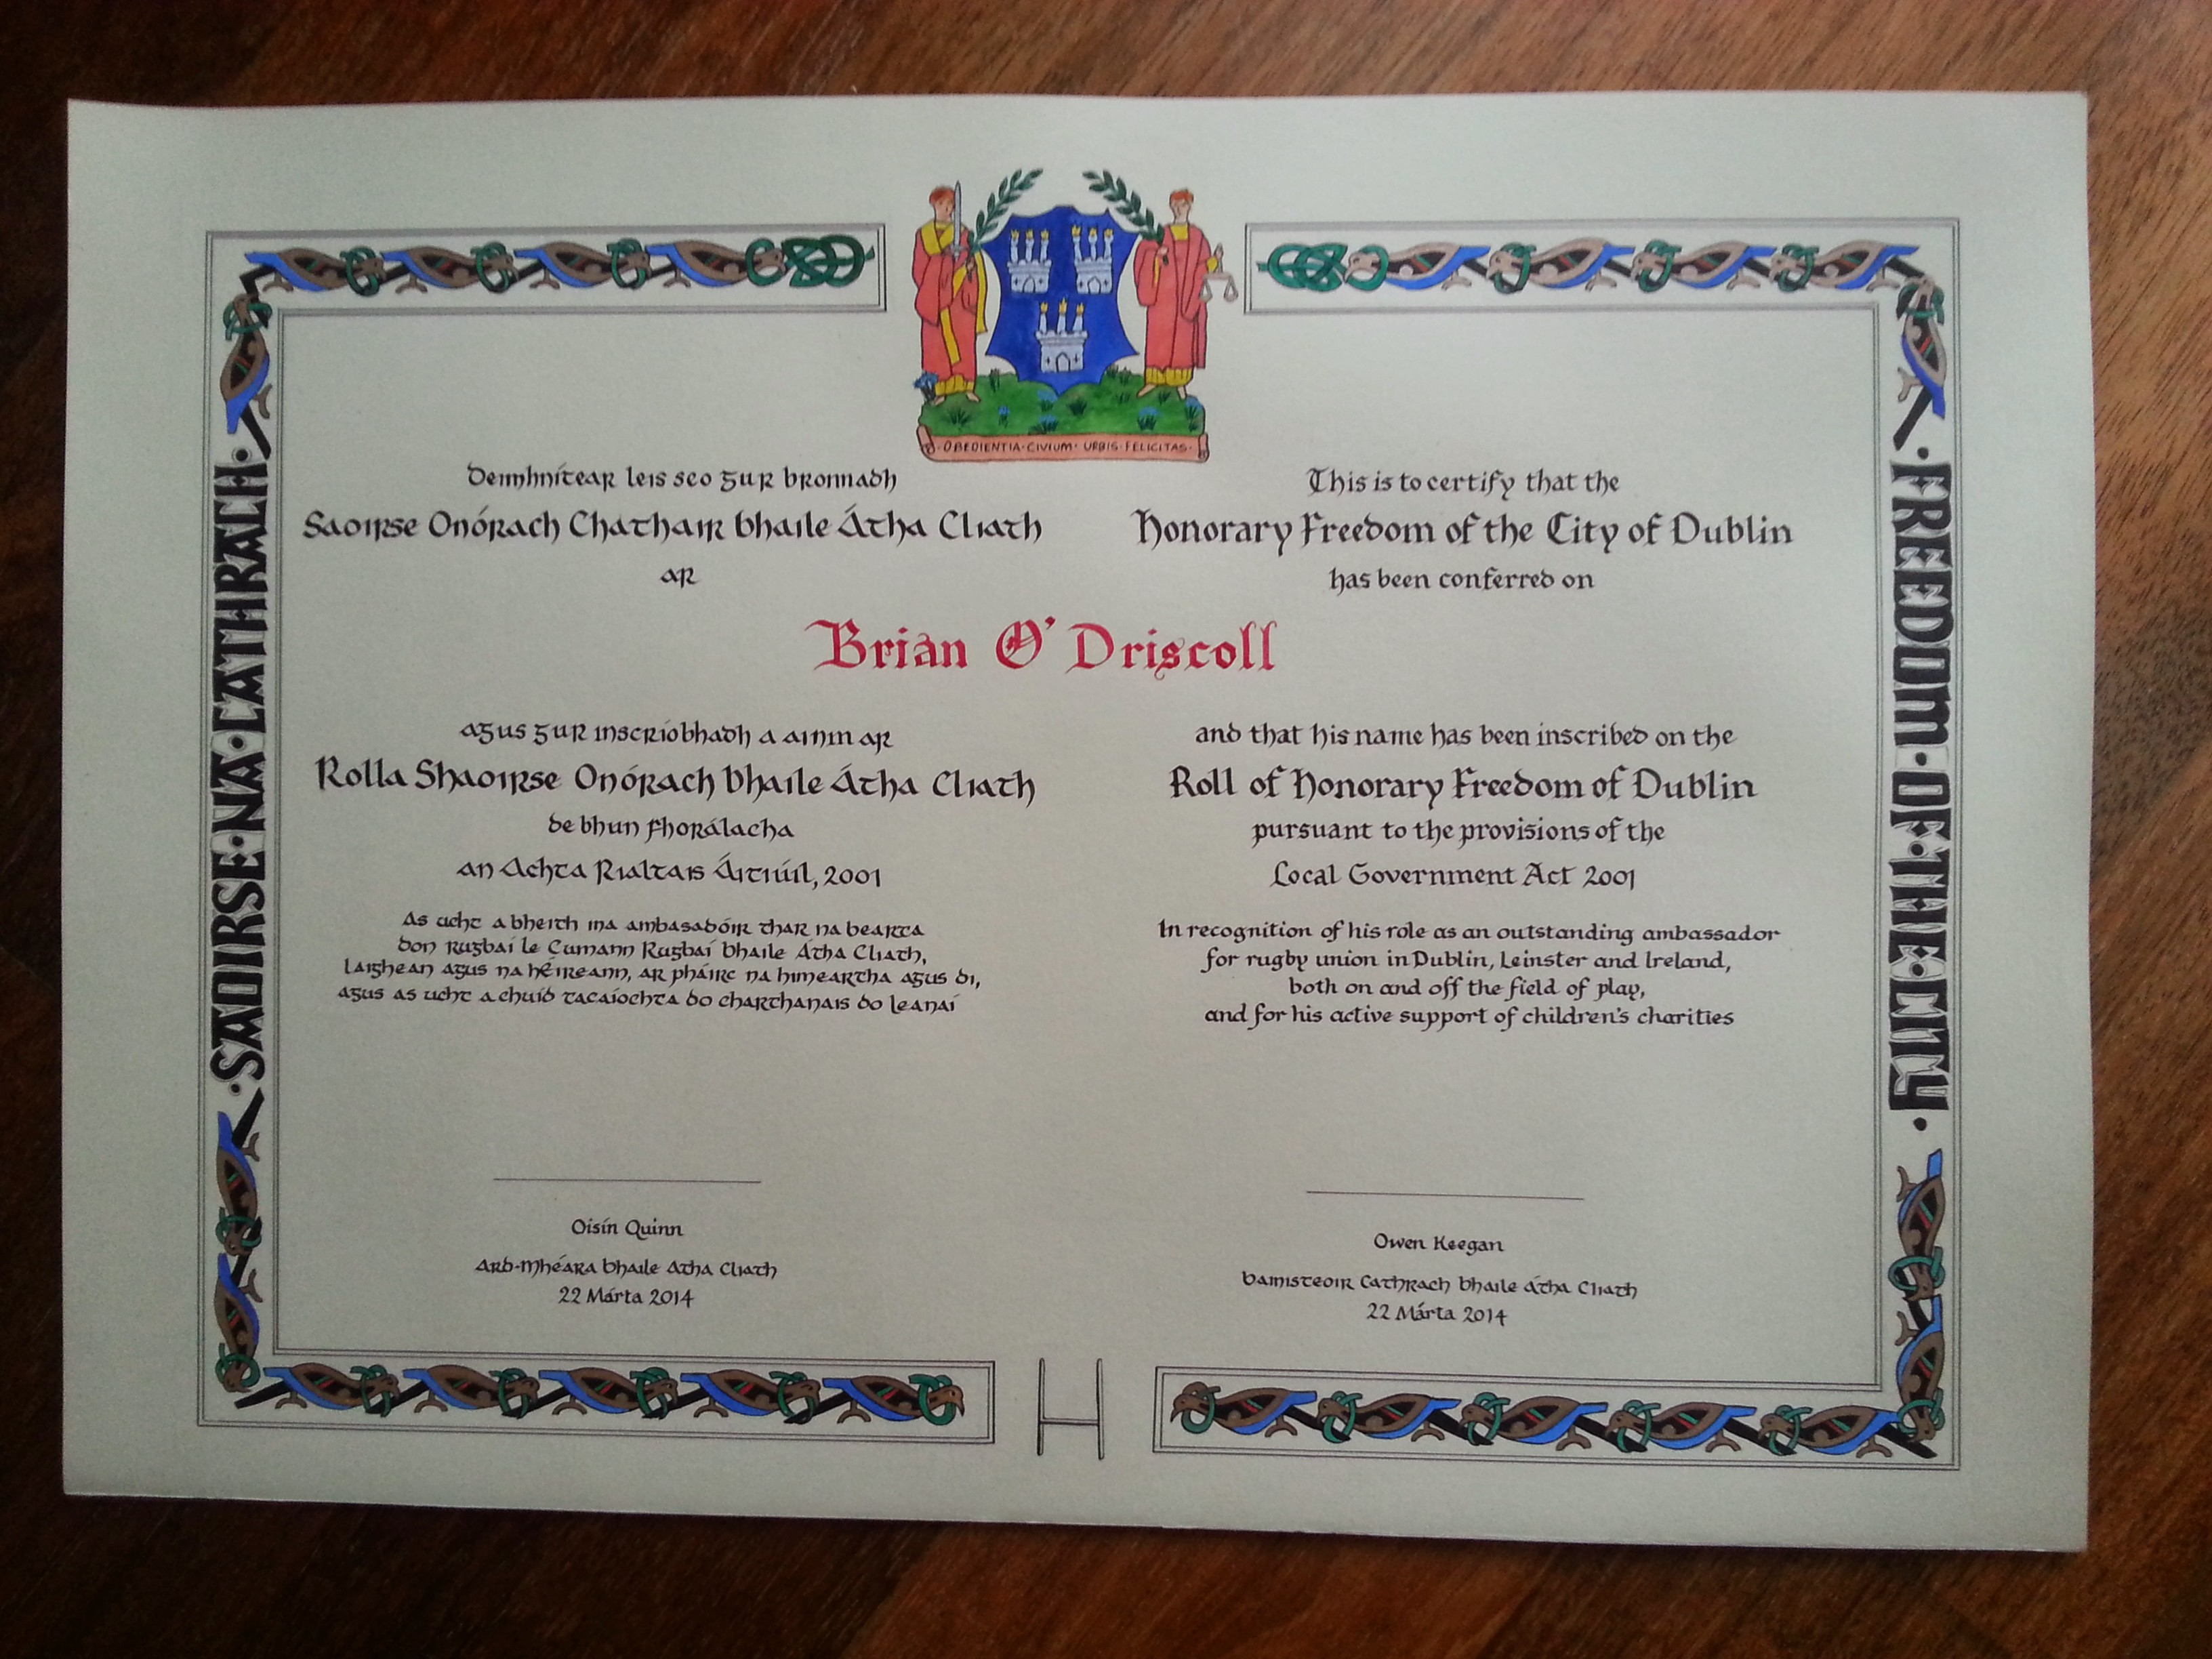 OBEDIENTIA·CIVIUM·URBIS·FELICITAS·
·SAOIRSE·NA·CATHRACH·
Deimhnítear leis seo gur bronnadh
Saoirse Onórach Chathair Bhaile Átha Cliath
ar
This is to certify that the
Honorary Freedom of the City of Dublin
has been conferred on
Brian O'Driscoll
agus gur inscríobhadh a ainm ar
Rolla Shaoirse Onórach Bhaile Átha Cliath
de bhun fhorálacha
an Achta Rialtais Áitiúil, 2001
As ucht a bheith ina ambasadóir thar na bearta
don rugbaí le Cumann Rugbaí Bhaile Átha Cliath,
Laighean agus na hÉireann, ar pháirc na himeartha agus di,
agus as ucht a chuid tacaíochta do charthanais do leanaí
and that his name has been inscribed on the
Roll of Honorary Freedom of Dublin
pursuant to the provisions of the
Local Government Act 2001
In recognition of his role as an outstanding ambassador
for rugby union in Dublin, Leinster and Ireland,
both on and off the field of play,
and for his active support of children's charities
Oisín Quinn
Ard-Mhéara Bhaile Atha Cliath
22 Márta 2014
Owen Keegan
Bainisteoir Cathrach Bhaile átha Cliath
22 Márta 2014
·FREEDOM·OF·THE·CITY·